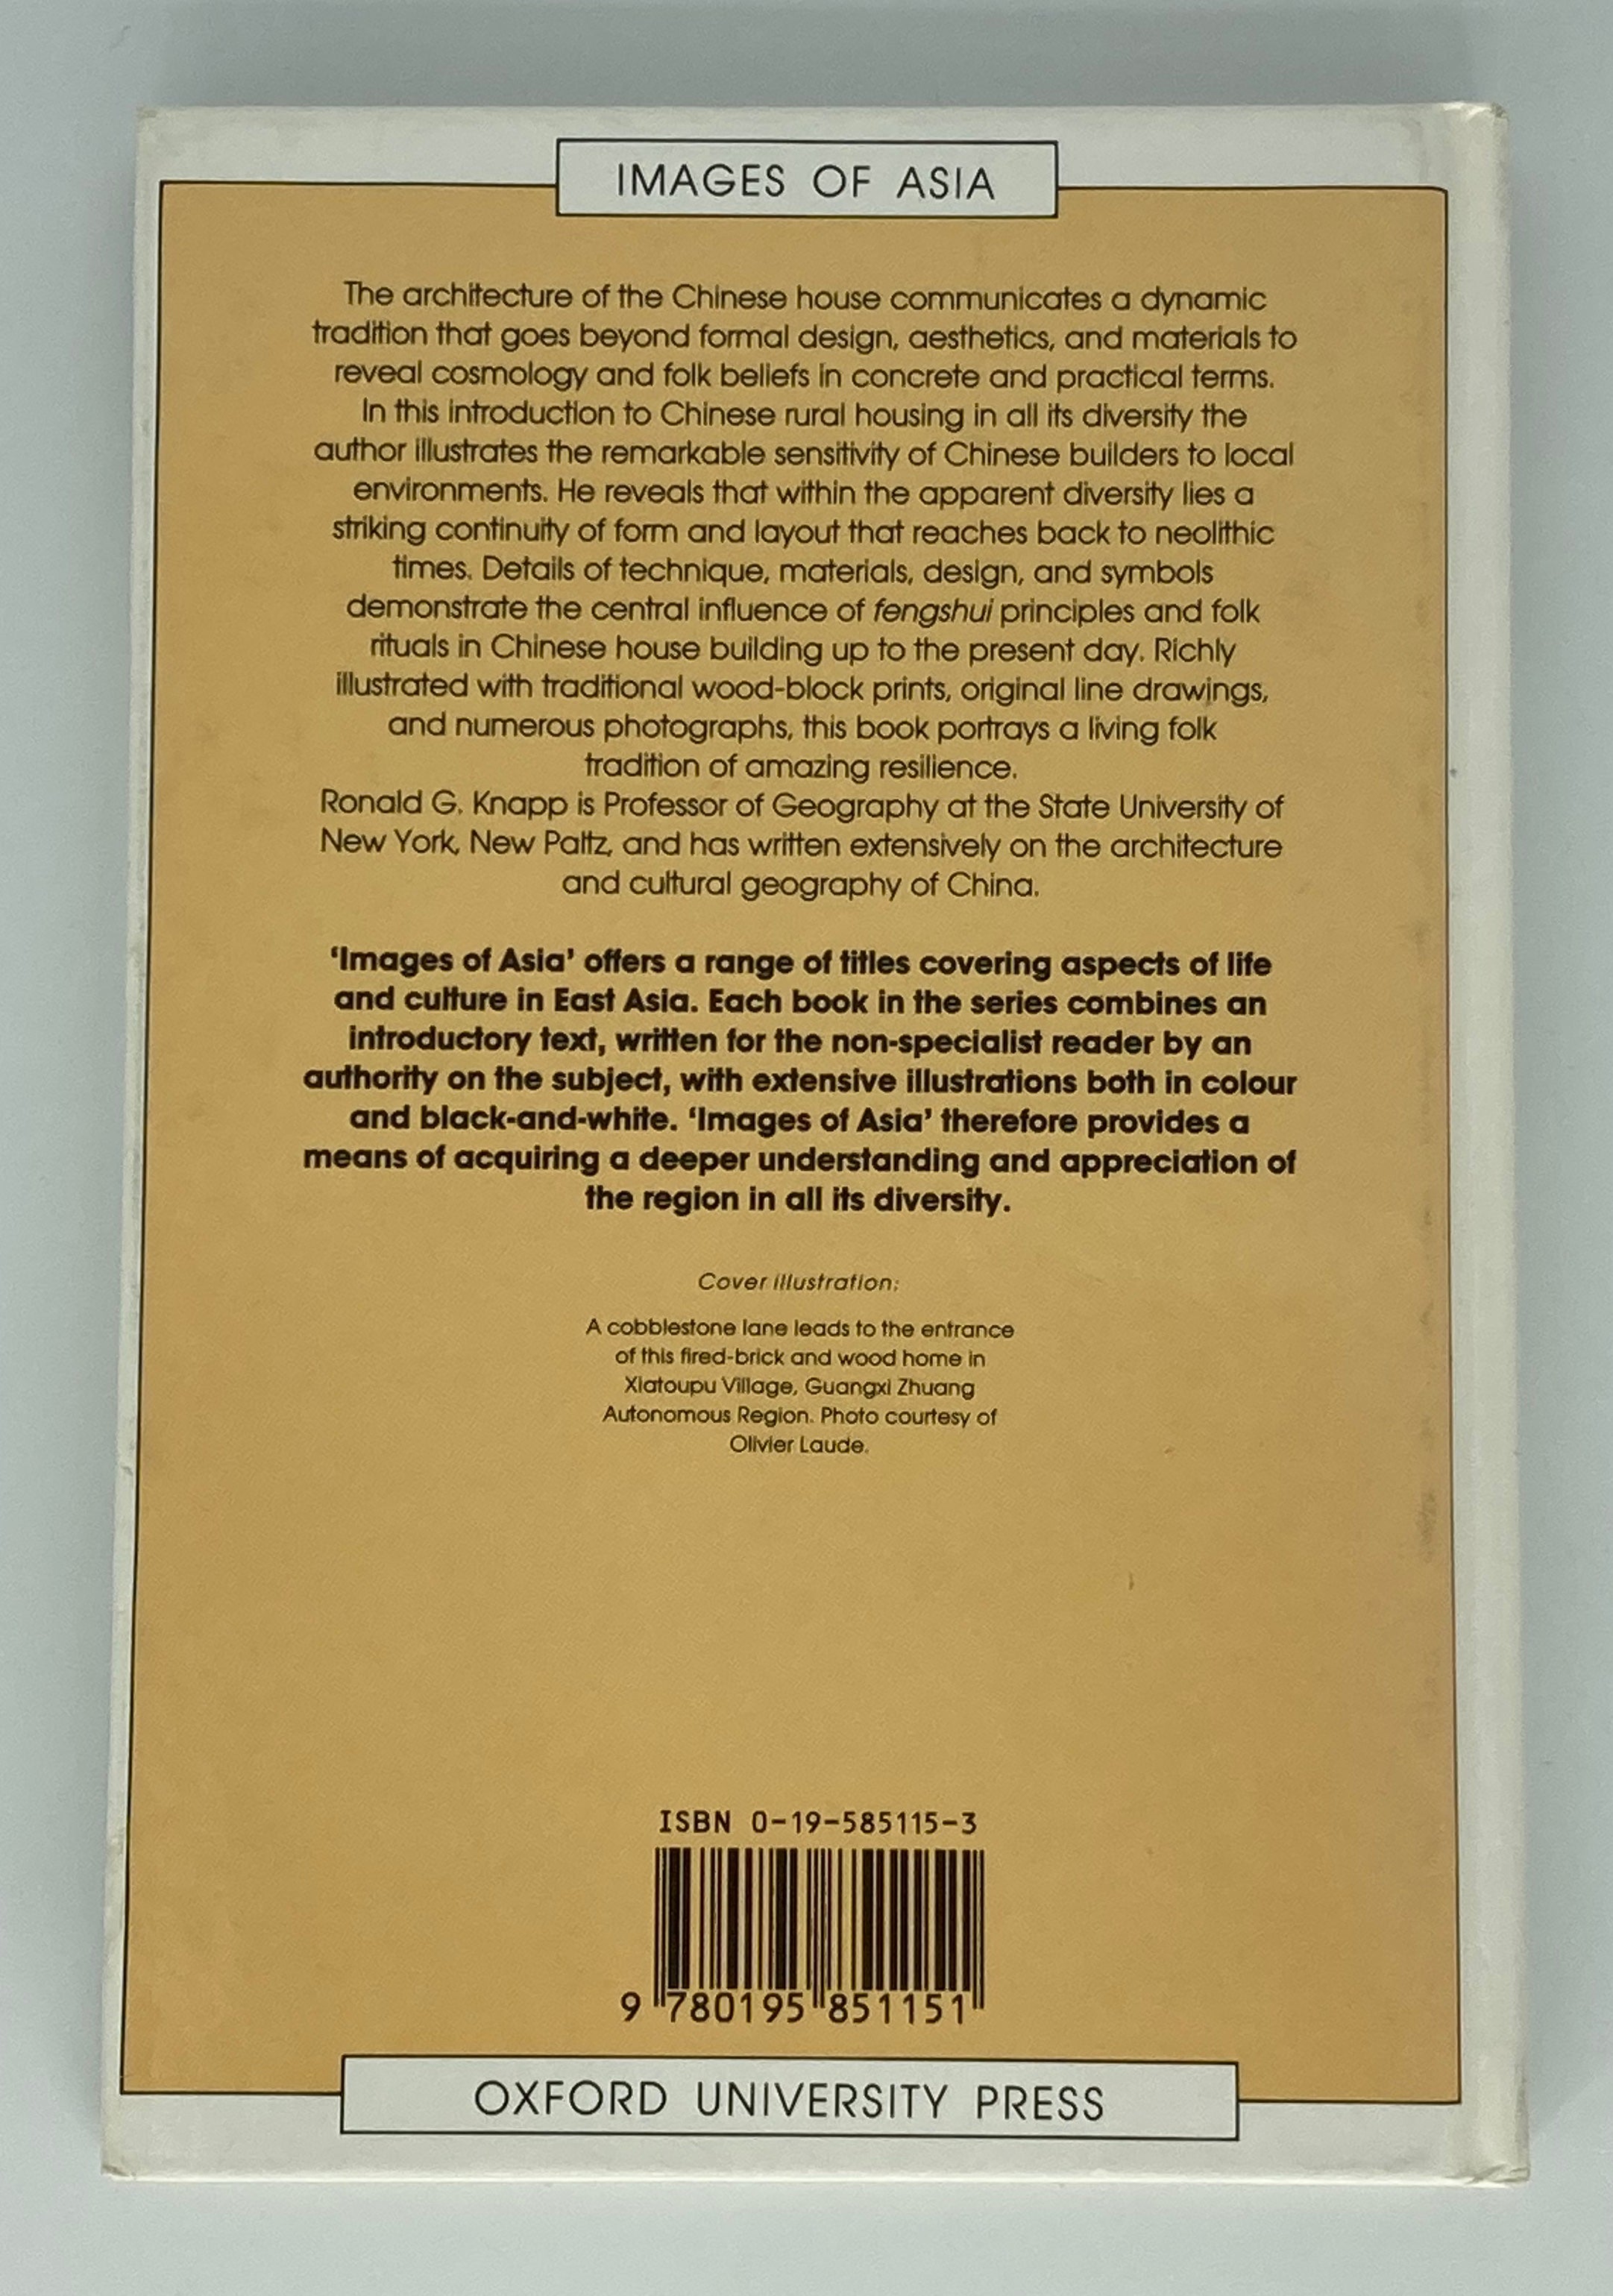 IMAGES OF ASIA
The architecture of the Chinese house communicates a dynamic
tradition that goes beyond formal design, aesthetics, and materials to
reveal cosmology and folk beliefs in concrete and practical terms.
In this introduction to Chinese rural housing in all its diversity the
author illustrates the remarkable sensitivity of Chinese builders to local
environments. He reveals that within the apparent diversity lies a
striking continuity of form and layout that reaches back to neolithic
times. Details of technique, materials, design, and symbols
demonstrate the central influence of fengshui principles and folk
rituals in Chinese house building up to the present day. Richly
illustrated with traditional wood-block prints, original line drawings,
and numerous photographs, this book portrays a living folk
tradition of amazing resilience.
Ronald G. Knapp is Professor of Geography at the State University of
New York, New Paltz, and has written extensively on the architecture
and cultural geography of China.
‘Images of Asia’ offers a range of titles covering aspects of life
and culture in East Asia. Each book in the series combines an
introductory text, written for the non-specialist reader by an
authority on the subject, with extensive illustrations both in colour
and black-and-white. ‘Images of Asia’ therefore provides a
means of acquiring a deeper understanding and appreciation of
the region in all its diversity.
Cover illustration:
A cobblestone lane leads to the entrance
of this fired-brick and wood home in
Xiatoupu Village, Guangxi Zhuang
Autonomous Region. Photo courtesy of
Olivier Laude.
ISBN 0-19-585115-3
9 780195 851151
OXFORD UNIVERSITY PRESS